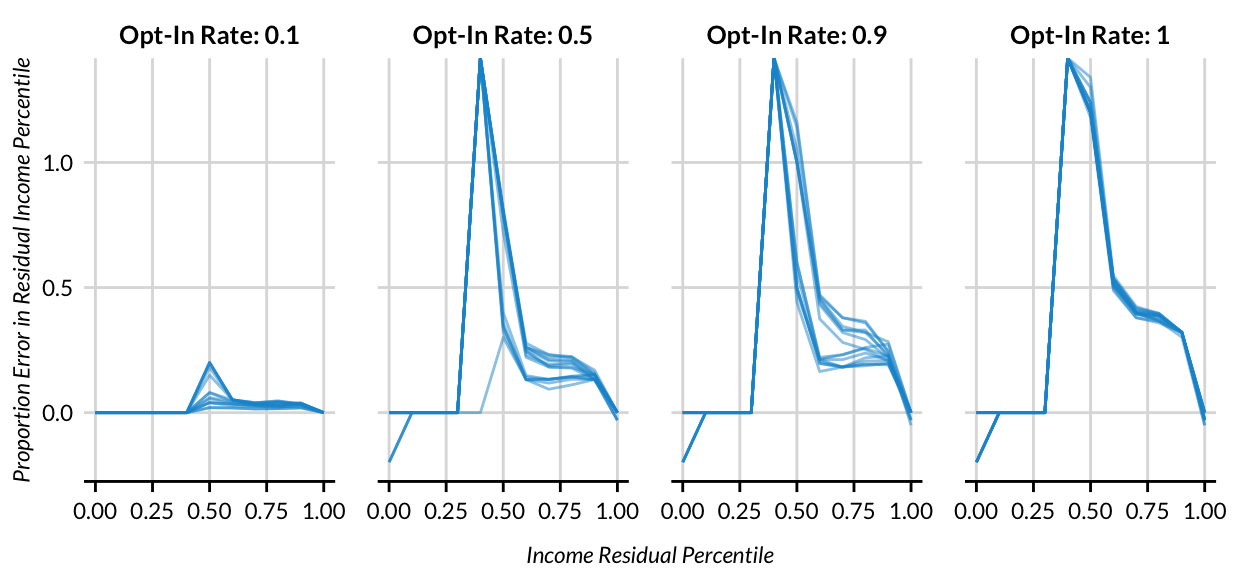 Opt-In Rate: 0.1 Opt-In Rate: 0.5 Opt-In Rate: 0.9 Opt-In Rate: 1
Proportion Error in Residual Income Percentile
1.0
0.5
0.0
0.00 0.25 0.50 0.75 1.00 0.00 0.25 0.50 0.75 1.00 0.00 0.25 0.50 0.75 1.00 0.00 0.25 0.50 0.75 1.00
Income Residual Percentile